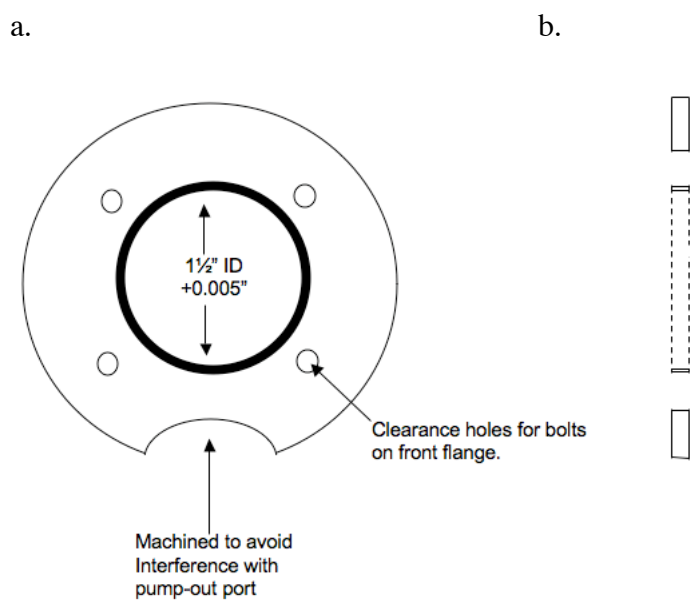 a.
b.
1½” ID
+0.005”
Clearance holes for bolts
on front flange.
Machined to avoid
Interference with
pump-out port